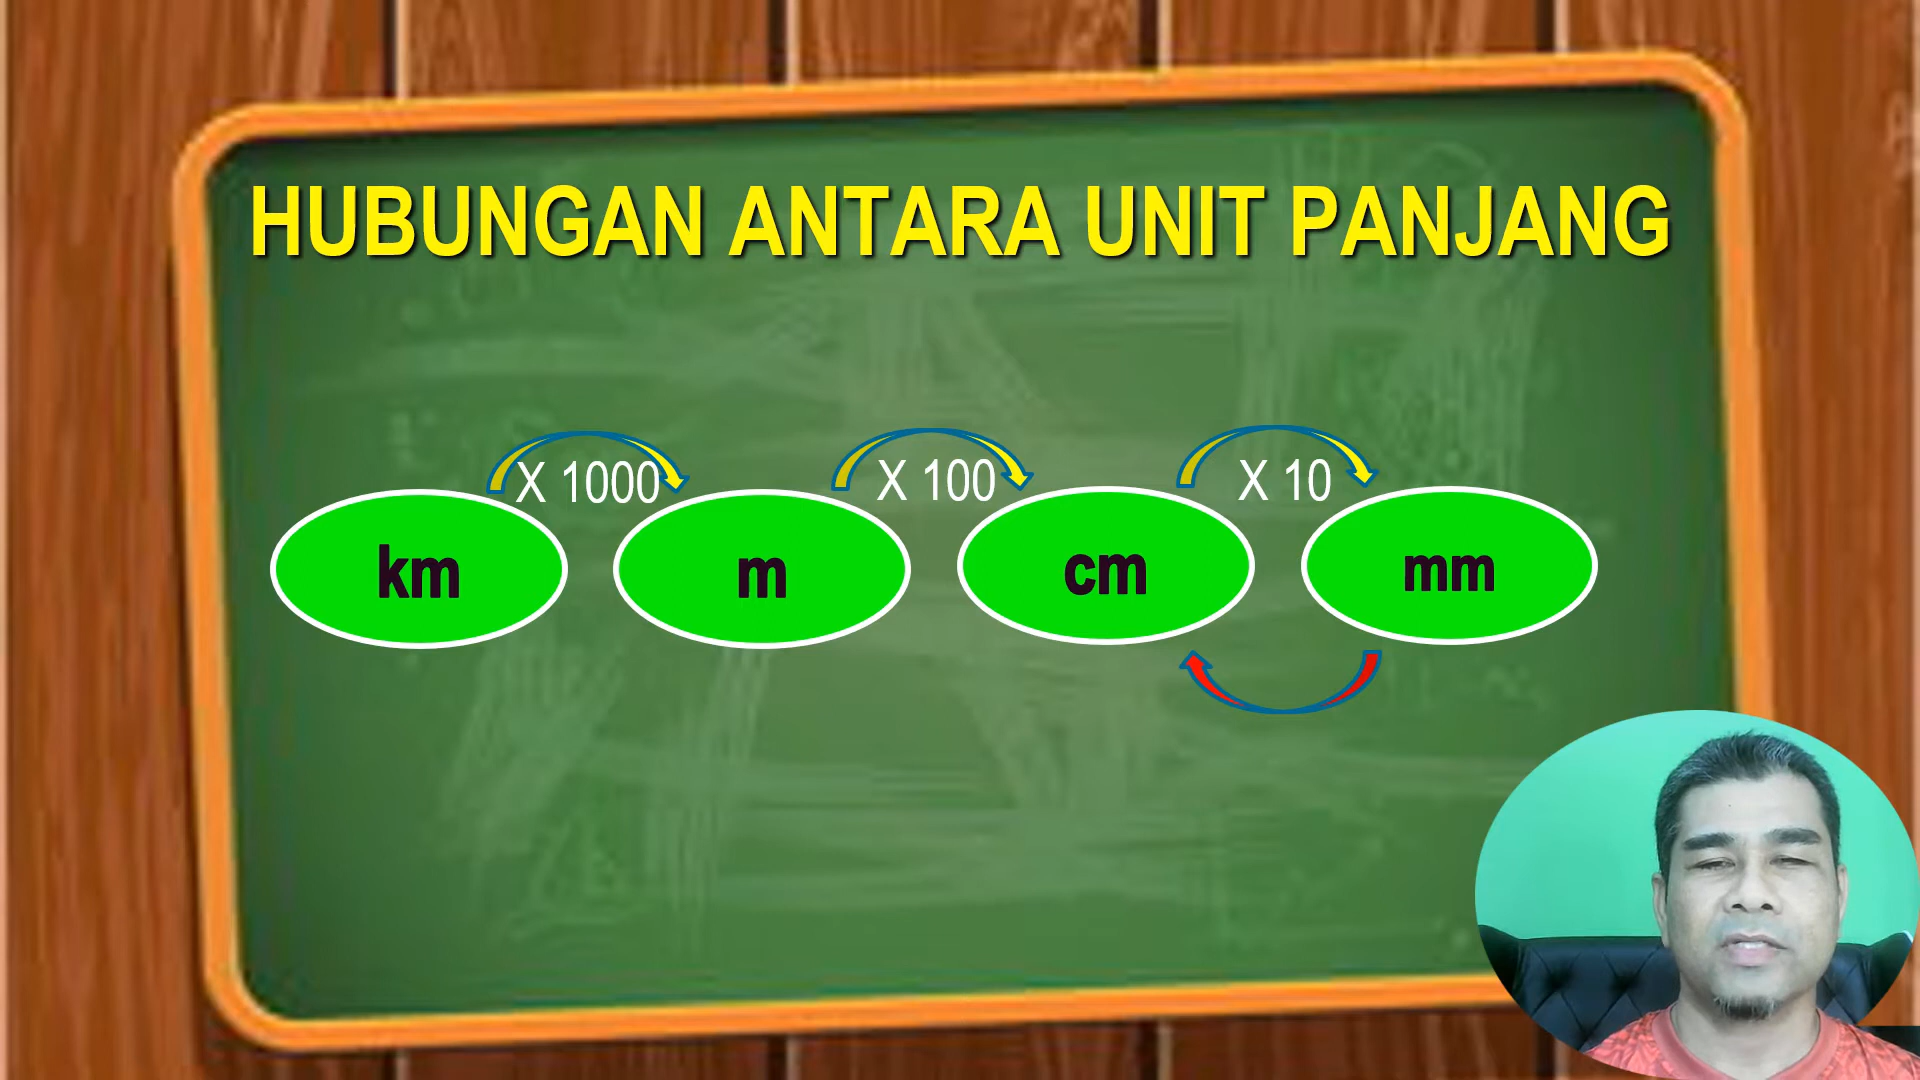 HUBUNGAN ANTARA UNIT PANJANG
X 1000 X 100 X 10
km m cm mm